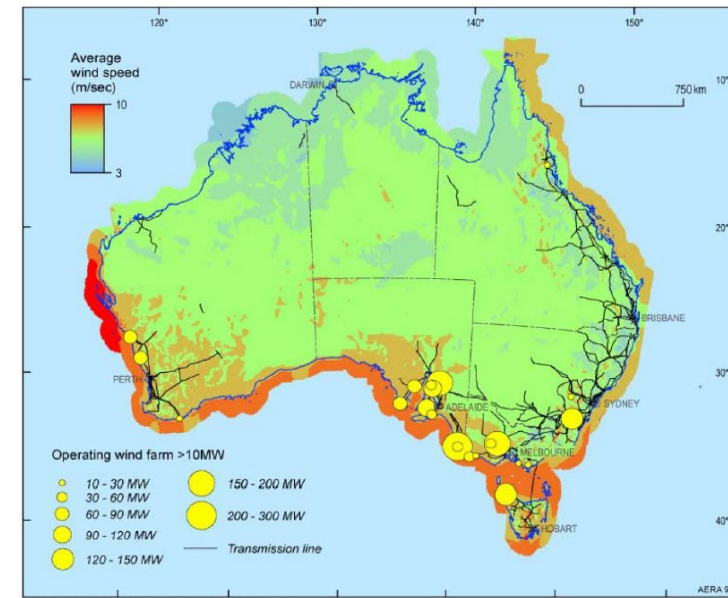 120°
130°
140°
150°
Average
wind speed
(m/sec)
10
3
DARWIN
0
750 km
10°
20°
BRISBANE
30°
PERTH
ADELAIDE
SYDNEY
MELBOURNE
Operating wind farm >10MW
10 - 30 MW
30 - 60 MW
60 - 90 MW
90 - 120 MW
120 - 150 MW
150 - 200 MW
200 - 300 MW
Transmission line
HOBART
40°
AERA 9